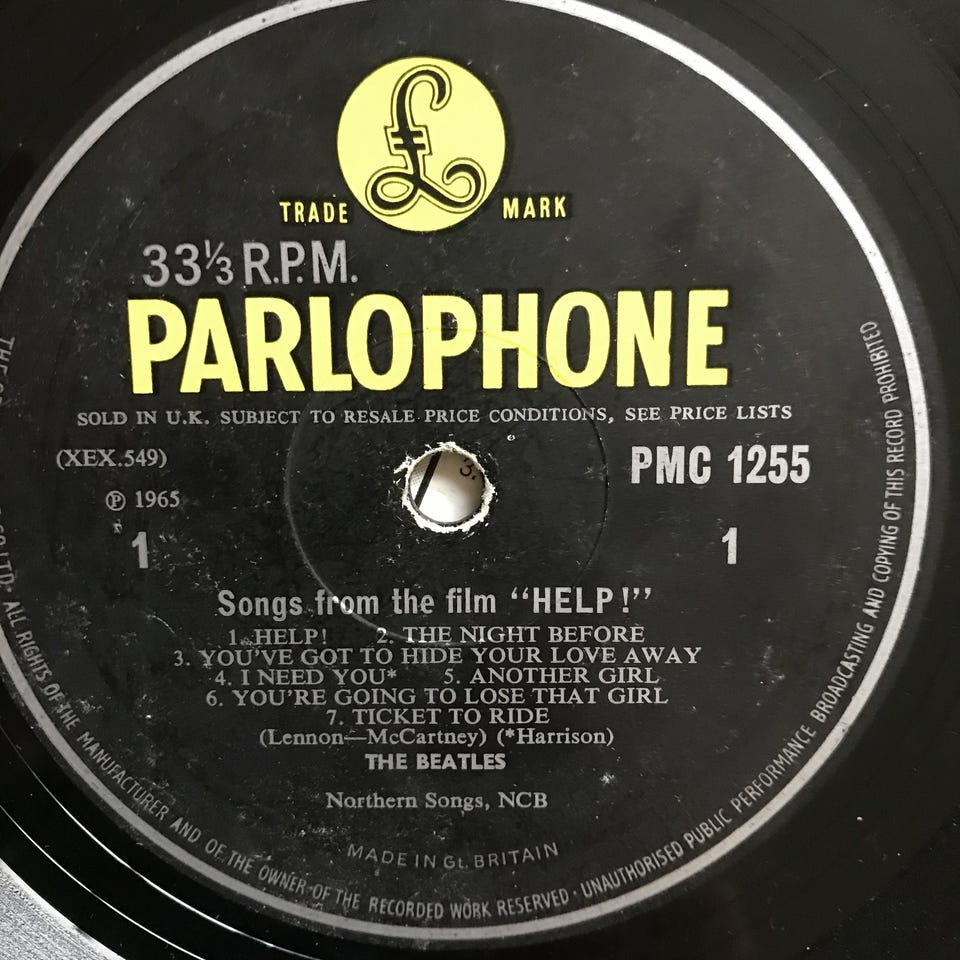 £
TRADE MARK
33⅓ R.P.M.
PARLOPHONE
SOLD IN U.K. SUBJECT TO RESALE PRICE CONDITIONS, SEE PRICE LISTS
(XEX.549)
PMC 1255
℗ 1965
1
1
Songs from the film “HELP!”
1. HELP! 2. THE NIGHT BEFORE
3. YOU'VE GOT TO HIDE YOUR LOVE AWAY
4. I NEED YOU* 5. ANOTHER GIRL
6. YOU'RE GOING TO LOSE THAT GIRL
7. TICKET TO RIDE
(Lennon—McCartney) (*Harrison)
THE BEATLES
Northern Songs, NCB
MADE IN Gt. BRITAIN
LTD. ALL RIGHTS OF THE MANUFACTURER AND OF THE OWNER OF THE RECORDED WORK RESERVED · UNAUTHORISED PUBLIC PERFORMANCE BROADCASTING AND COPYING OF THIS RECORD PROHIBITED